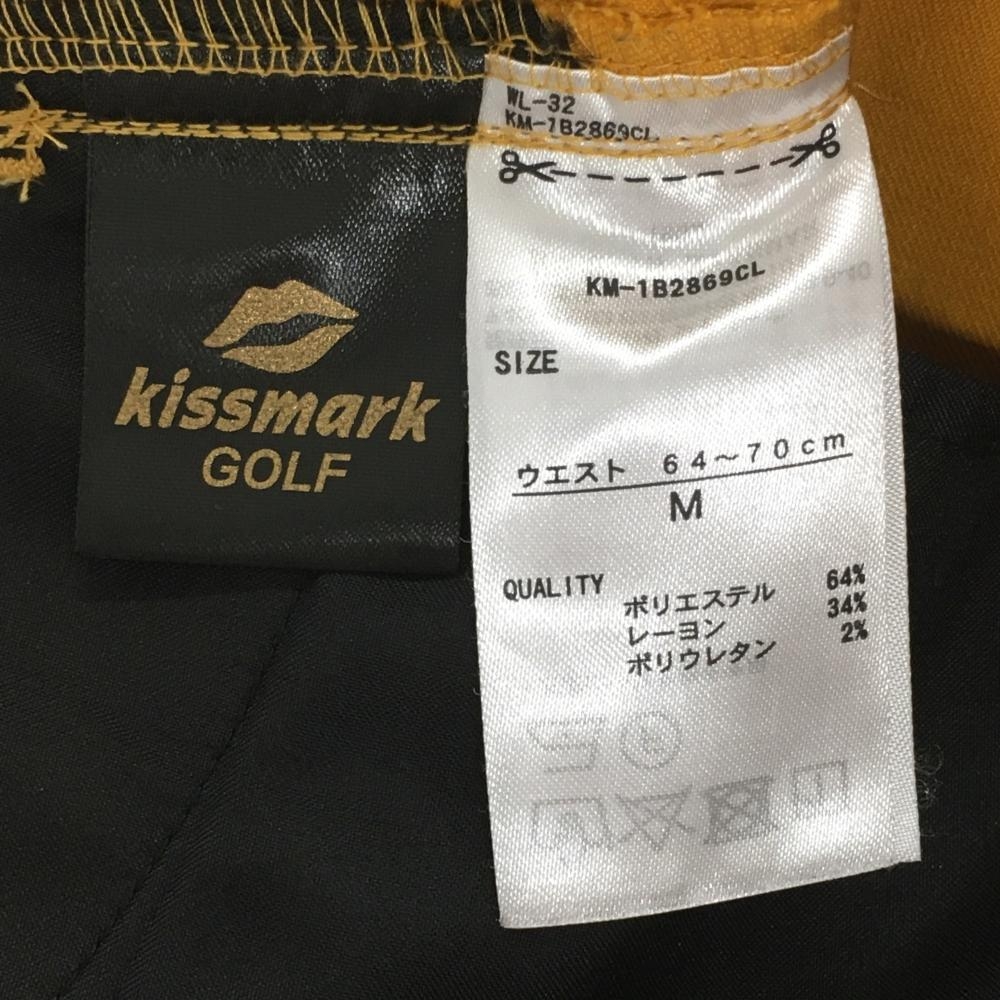 kissmark
GOLF
WL-32
KM-1B2869CL
KM-1B2869CL
SIZE
ウエスト 64～70cm
M
QUALITY
ポリエステル 64%
レーヨン 34%
ポリウレタン 2%